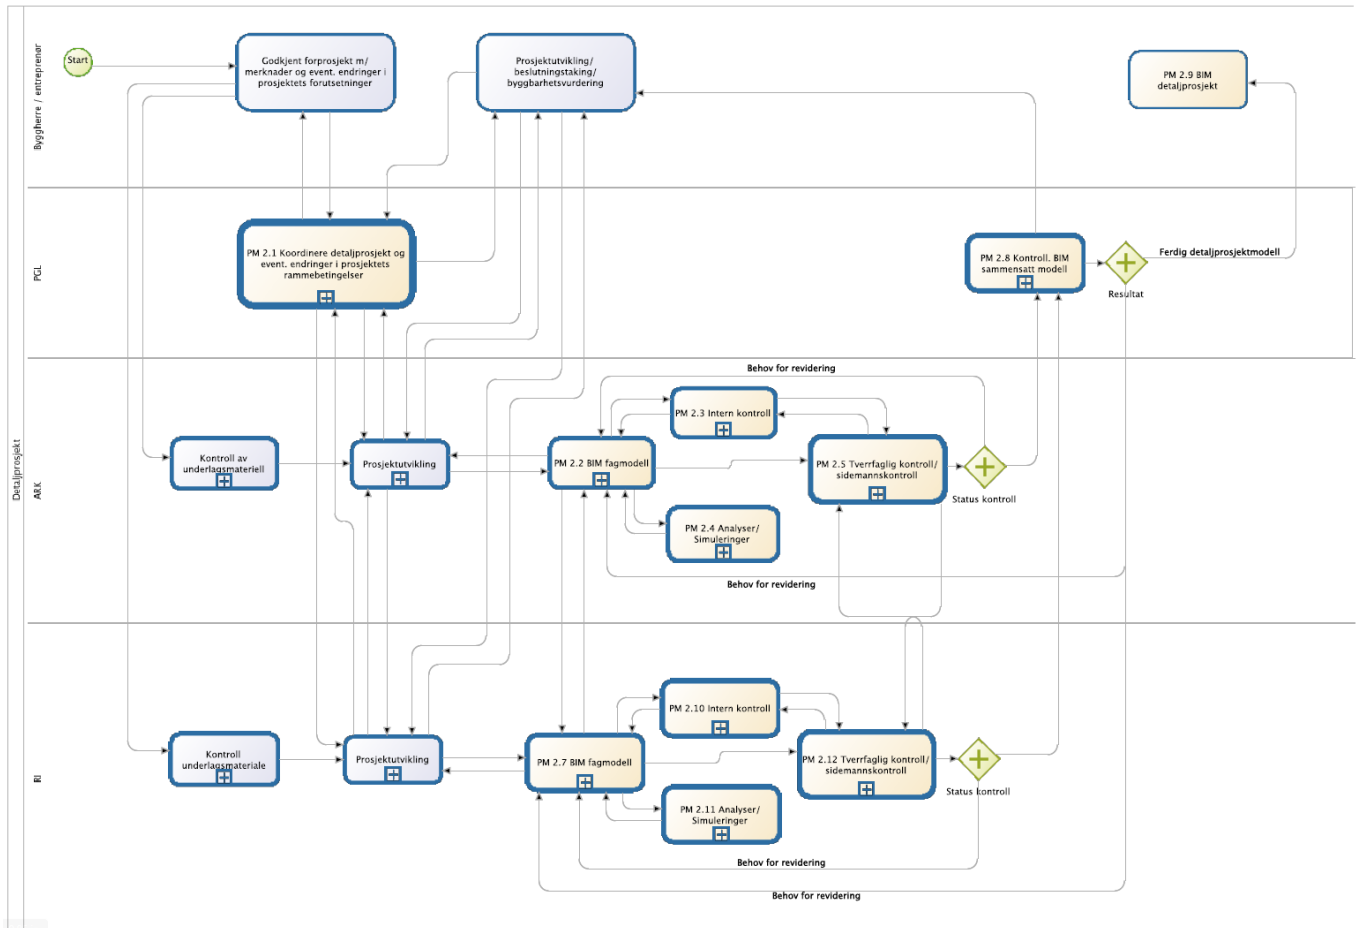 Detaljprosjekt
Byggherre / entreprenør
Start
Godkjent forprosjekt m/
merknader og event. endringer i
prosjektets forutsetninger
Prosjektutvikling/
beslutningstaking/
byggbarhetsvurdering
PM 2.9 BIM
detaljprosjekt
PGL
PM 2.1 Koordinere detaljprosjekt og
event. endringer i prosjektets
rammebetingelser
PM 2.8 Kontroll. BIM
sammensatt modell
Resultat
Ferdig detaljprosjektmodell
ARK
Behov for revidering
Kontroll av
underlagsmateriell
Prosjektutvikling
PM 2.2 BIM fagmodell
PM 2.3 Intern kontroll
PM 2.4 Analyser/
Simuleringer
PM 2.5 Tverrfaglig kontroll/
sidemannskontroll
Status kontroll
Behov for revidering
RI
Kontroll
underlagsmateriale
Prosjektutvikling
PM 2.7 BIM fagmodell
PM 2.10 Intern kontroll
PM 2.11 Analyser/
Simuleringer
PM 2.12 Tverrfaglig kontroll/
sidemannskontroll
Status kontroll
Behov for revidering
Behov for revidering